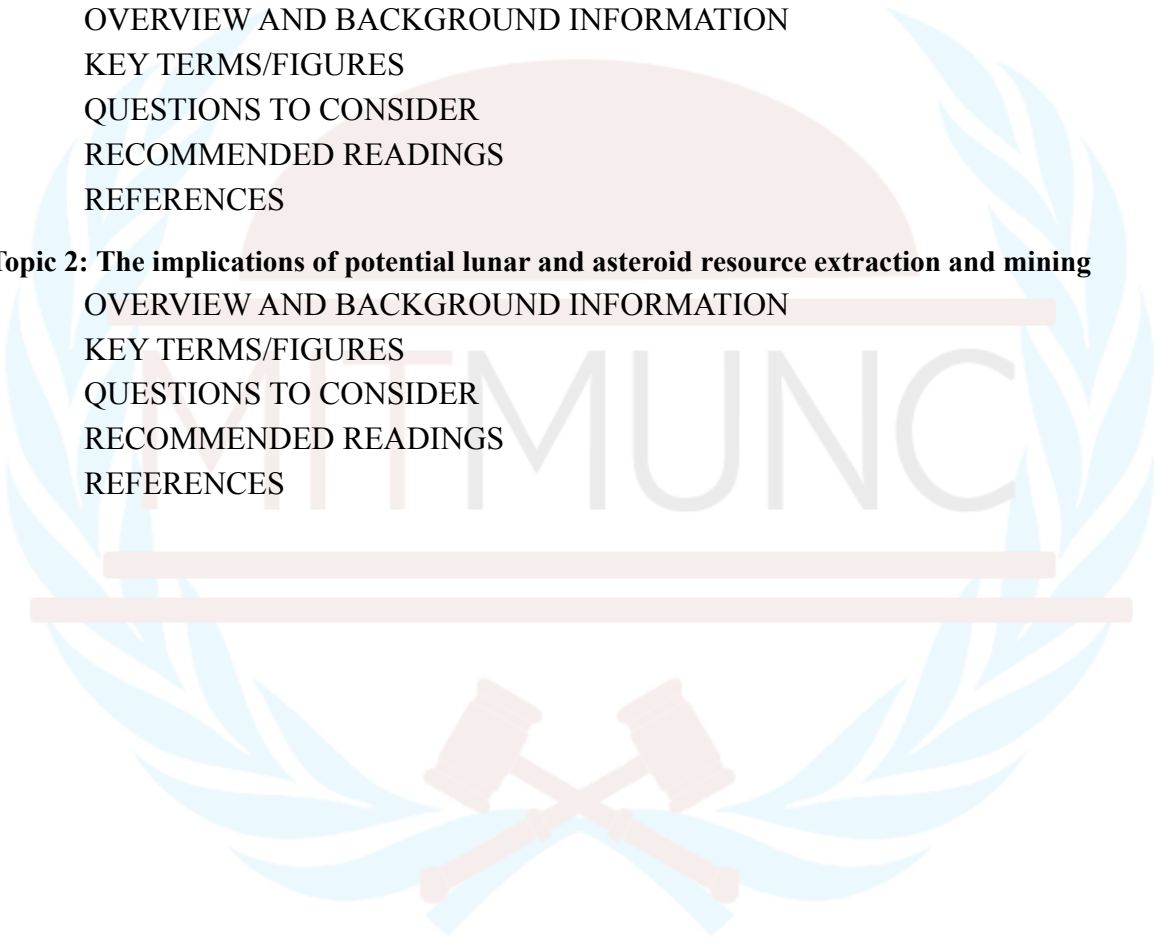 OVERVIEW AND BACKGROUND INFORMATION
KEY TERMS/FIGURES
QUESTIONS TO CONSIDER
RECOMMENDED READINGS
REFERENCES
Topic 2: The implications of potential lunar and asteroid resource extraction and mining
OVERVIEW AND BACKGROUND INFORMATION
KEY TERMS/FIGURES
QUESTIONS TO CONSIDER
RECOMMENDED READINGS
REFERENCES
MITMUNC